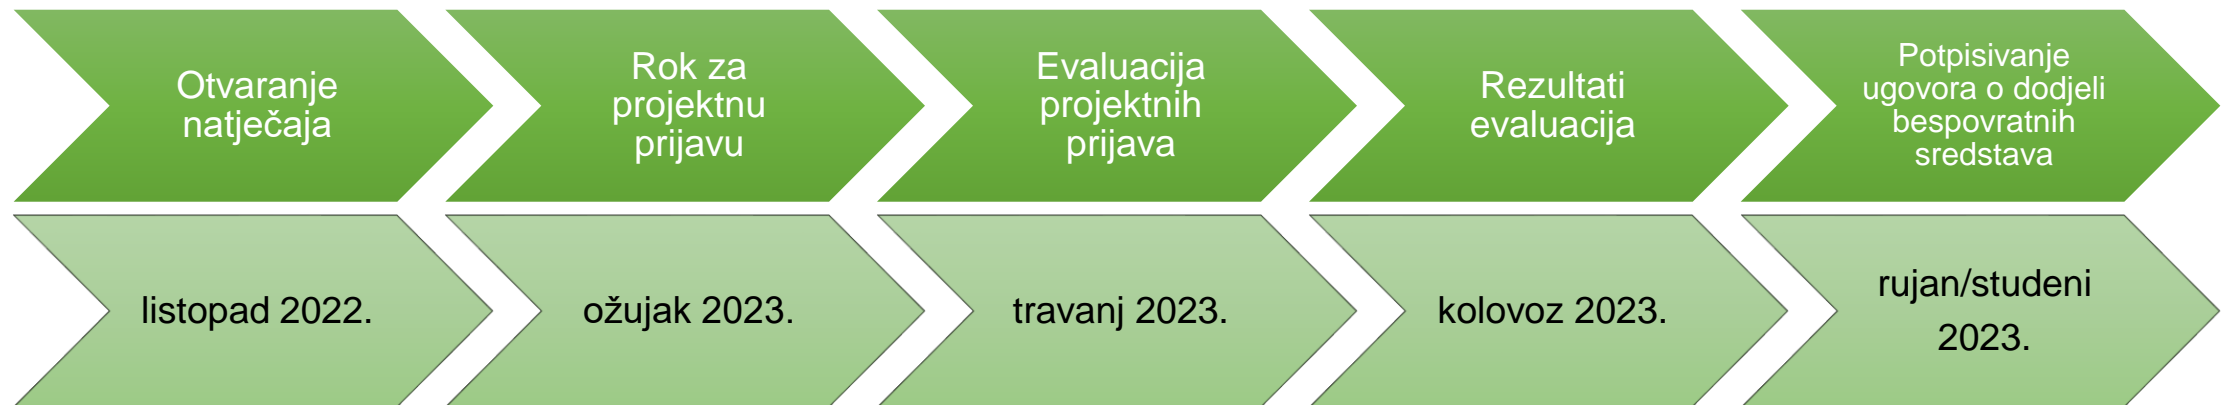 Otvaranje
natječaja
Rok za
projektnu
prijavu
Evaluacija
projektnih
prijava
Rezultati
evaluacija
Potpisivanje
ugovora o dodjeli
bespovratnih
sredstava
listopad 2022.
ožujak 2023.
travanj 2023.
kolovoz 2023.
rujan/studeni
2023.